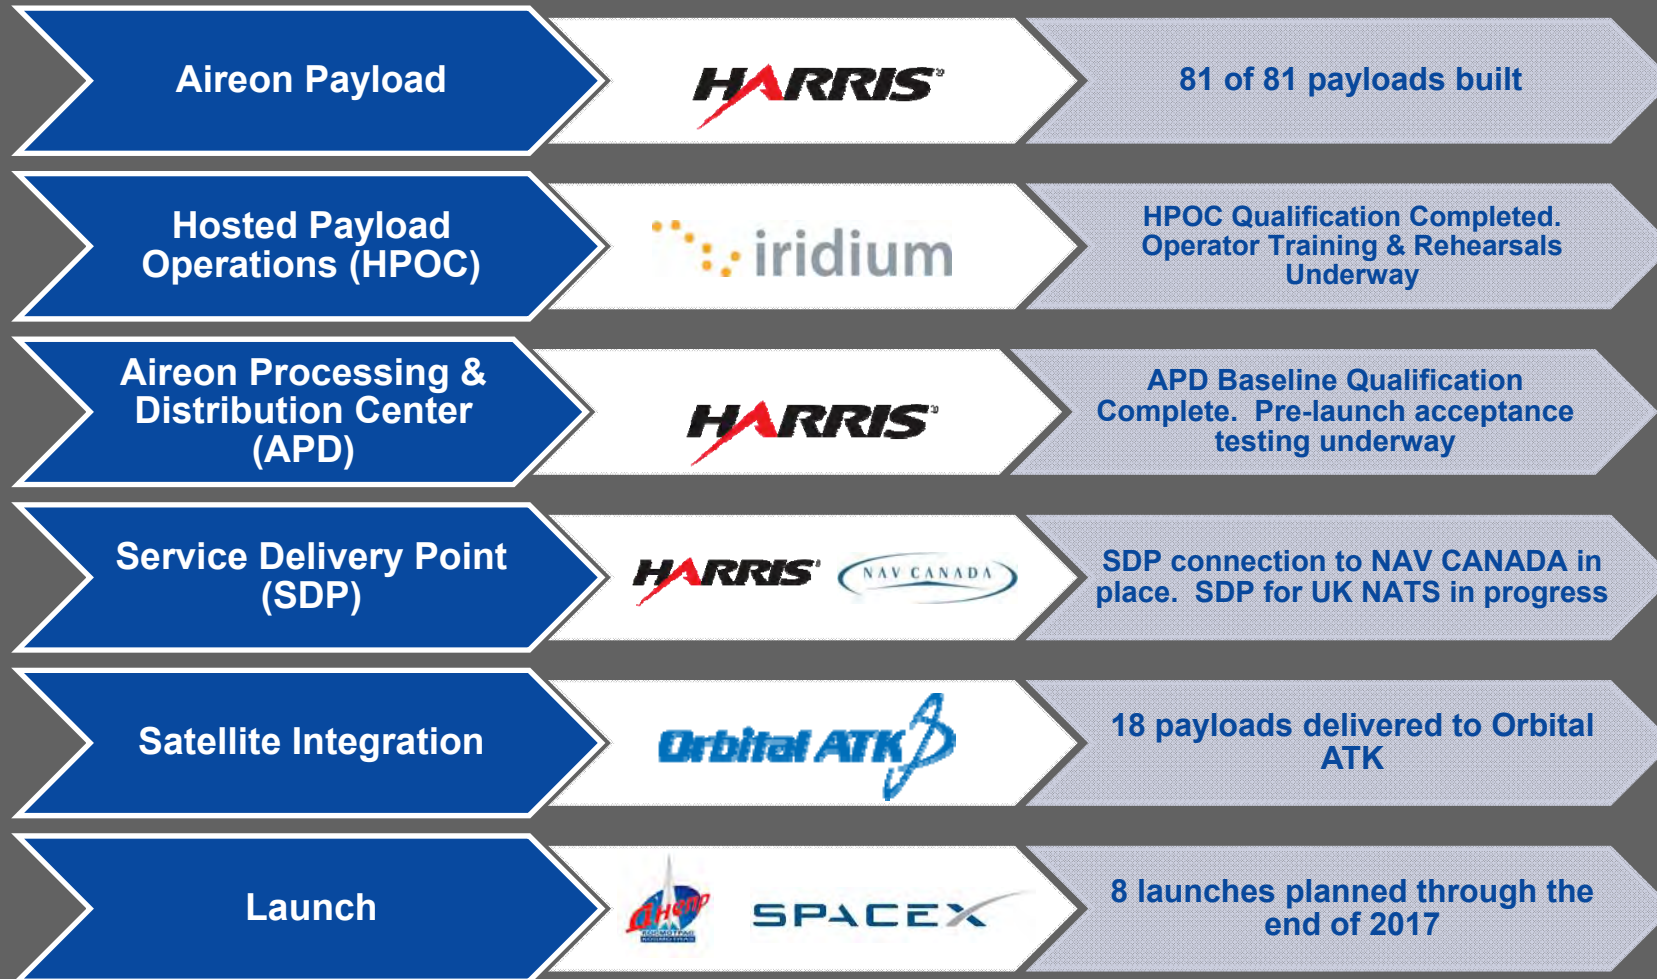 Aireon Payload
HARRIS
81 of 81 payloads built
Hosted Payload
Operations (HPOC)
iridium
HPOC Qualification Completed.
Operator Training & Rehearsals
Underway
Aireon Processing &
Distribution Center
(APD)
HARRIS
APD Baseline Qualification
Complete.  Pre-launch acceptance
testing underway
Service Delivery Point
(SDP)
HARRIS
NAV CANADA
SDP connection to NAV CANADA in
place.  SDP for UK NATS in progress
Satellite Integration
Orbital ATK
18 payloads delivered to Orbital
ATK
Launch
Днепр
КОСМОТРАС
KOSMOTRAS
SPACEX
8 launches planned through the
end of 2017